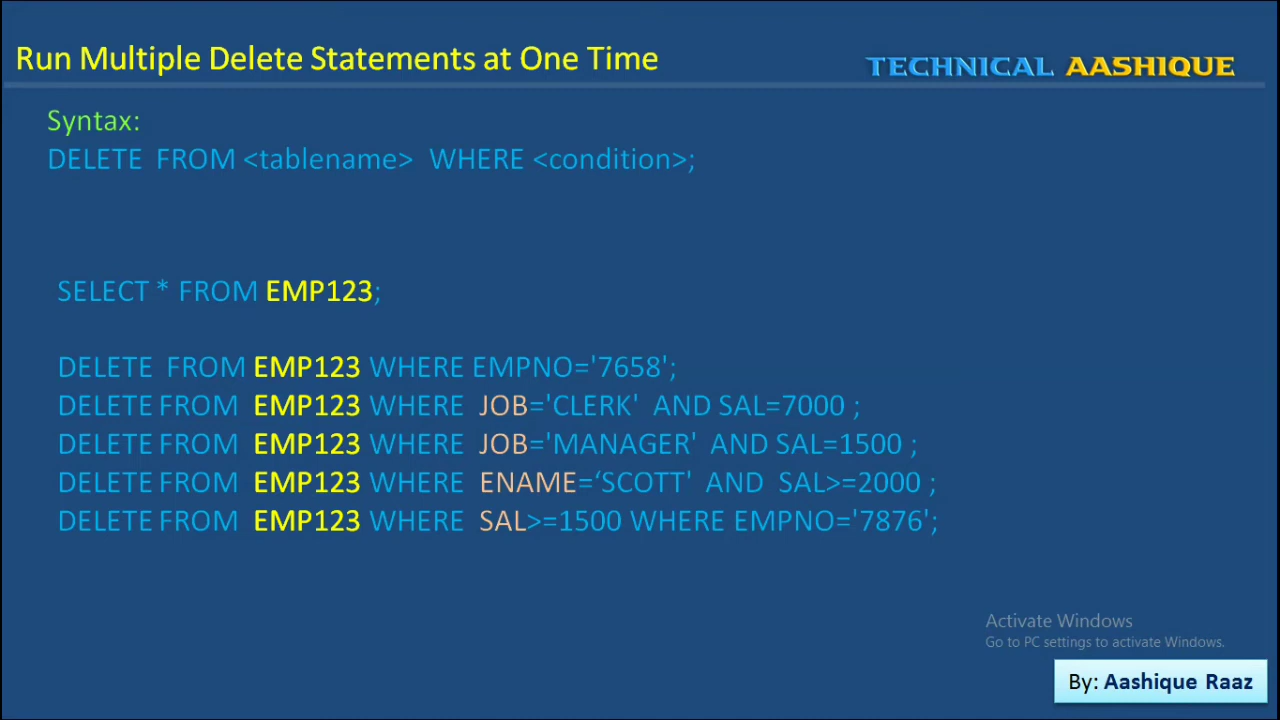 Run Multiple Delete Statements at One Time
TECHNICAL AASHIQUE
Syntax:
DELETE FROM <tablename> WHERE <condition>;
SELECT * FROM EMP123;
DELETE FROM EMP123 WHERE EMPNO='7658';
DELETE FROM EMP123 WHERE JOB='CLERK' AND SAL=7000 ;
DELETE FROM EMP123 WHERE JOB='MANAGER' AND SAL=1500 ;
DELETE FROM EMP123 WHERE ENAME=‘SCOTT' AND SAL>=2000 ;
DELETE FROM EMP123 WHERE SAL>=1500 WHERE EMPNO='7876';
Activate Windows
Go to PC settings to activate Windows.
By: Aashique Raaz